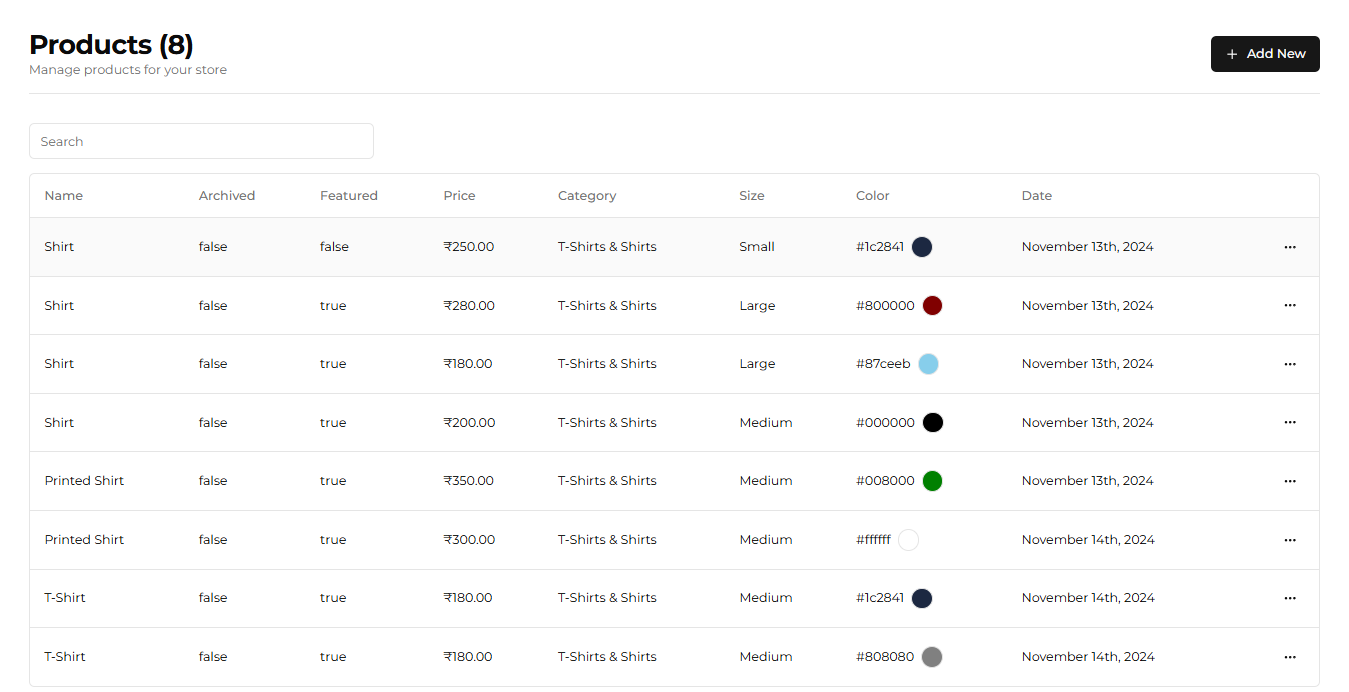 Products (8)
Manage products for your store
+ Add New
Search
Name Archived Featured Price Category Size Color Date
Shirt false false ₹250.00 T-Shirts & Shirts Small #1c2841 November 13th, 2024 ···
Shirt false true ₹280.00 T-Shirts & Shirts Large #800000 November 13th, 2024 ···
Shirt false true ₹180.00 T-Shirts & Shirts Large #87ceeb November 13th, 2024 ···
Shirt false true ₹200.00 T-Shirts & Shirts Medium #000000 November 13th, 2024 ···
Printed Shirt false true ₹350.00 T-Shirts & Shirts Medium #008000 November 13th, 2024 ···
Printed Shirt false true ₹300.00 T-Shirts & Shirts Medium #ffffff November 14th, 2024 ···
T-Shirt false true ₹180.00 T-Shirts & Shirts Medium #1c2841 November 14th, 2024 ···
T-Shirt false true ₹180.00 T-Shirts & Shirts Medium #808080 November 14th, 2024 ···